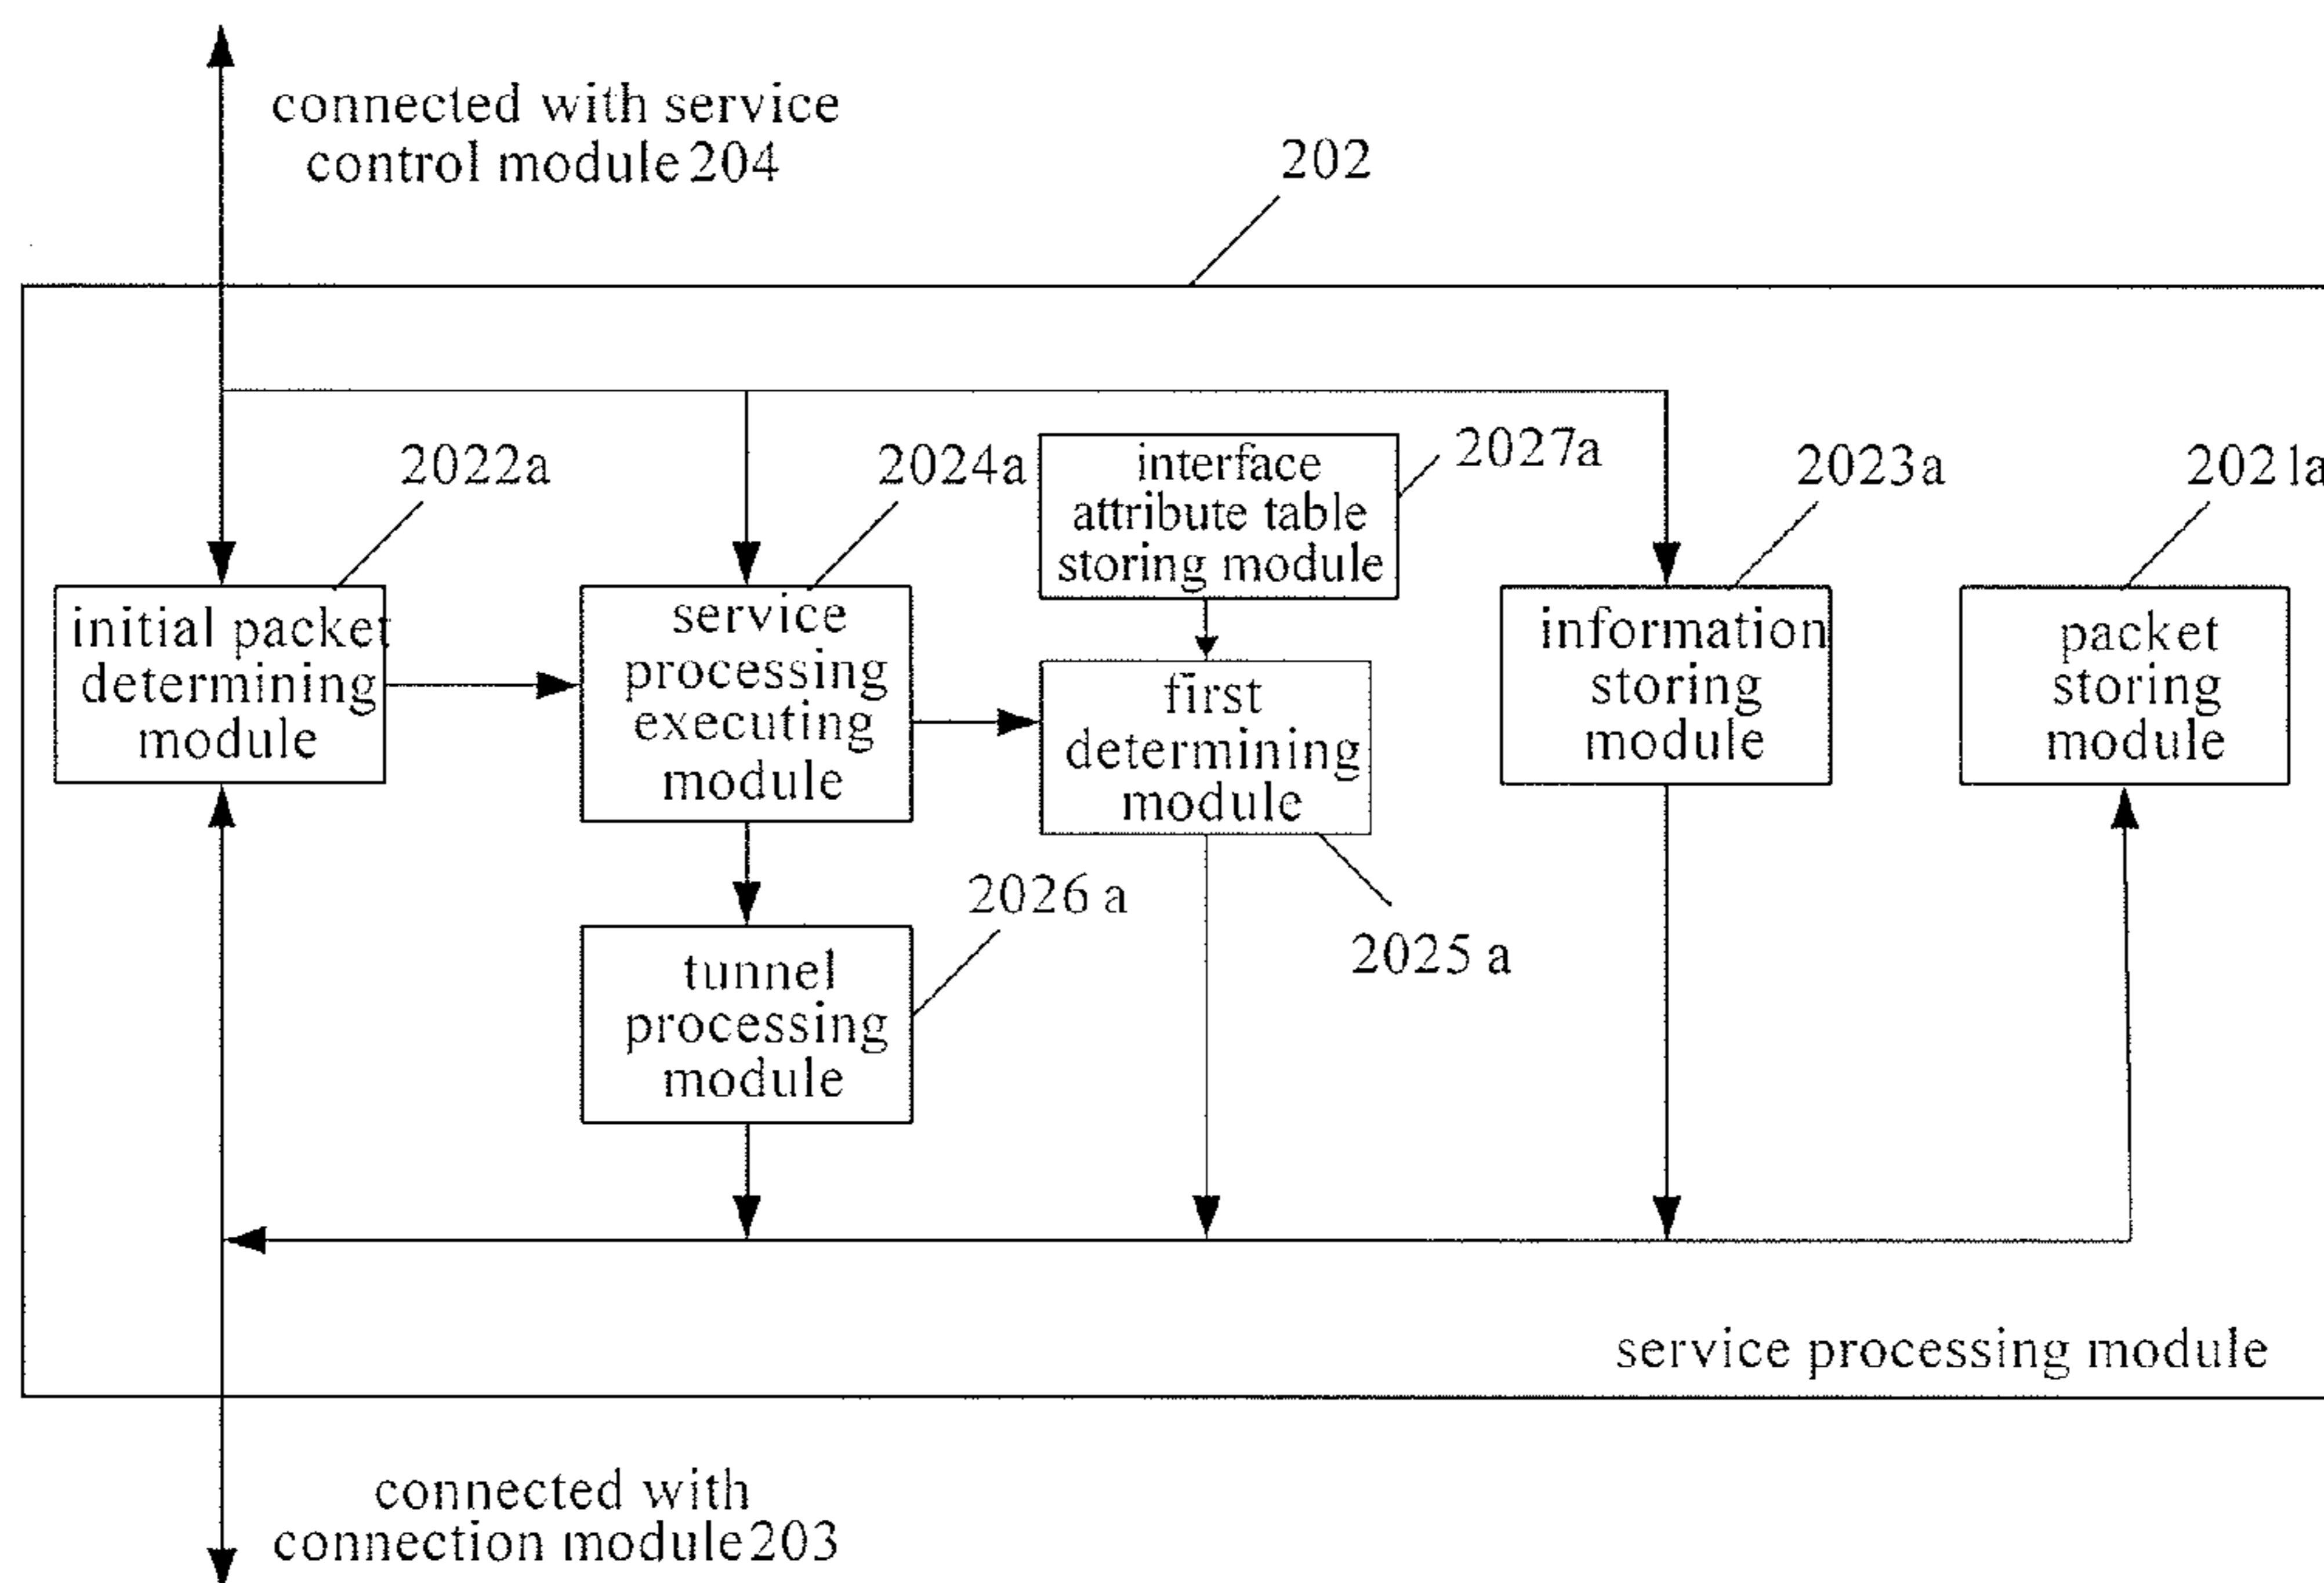 connected with service
control module 204
202
2022a
2024a
interface
attribute table
storing module
2027a
2023a
2021a
initial packet
determining
module
service
processing
executing
module
first
determining
module
information
storing
module
packet
storing
module
2026 a
2025 a
tunnel
processing
module
service processing module
connected with
connection module 203